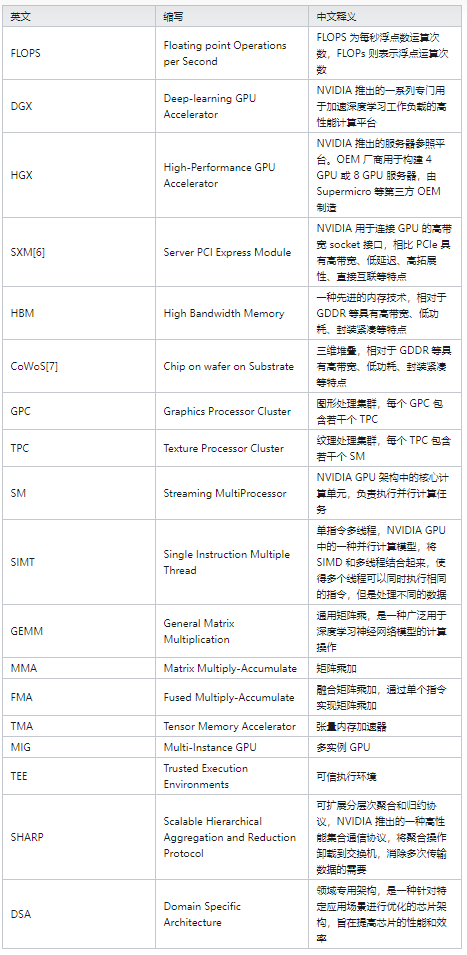 英文 缩写 中文释义
FLOPS
Floating point Operations
per Second
FLOPS 为每秒浮点数运算次
数，FLOPs 则表示浮点运算次
数
DGX
Deep-learning GPU
Accelerator
NVIDIA 推出的一系列专门用
于加速深度学习工作负载的高
性能计算平台
HGX
High-Performance GPU
Accelerator
NVIDIA 推出的服务器参照平
台。OEM 厂商用于构建 4
GPU 或 8 GPU 服务器，由
Supermicro 等第三方 OEM
制造
SXM[6]
Server PCI Express Module
NVIDIA 用于连接 GPU 的高带
宽 socket 接口，相比 PCIe 具
有高带宽、低延迟、高拓展
性、直接互联等特点
HBM
High Bandwidth Memory
一种先进的内存技术，相对于
GDDR 等具有高带宽、低功
耗、封装紧凑等特点
CoWoS[7]
Chip on wafer on Substrate
三维堆叠，相对于 GDDR 等具
有高带宽、低功耗、封装紧凑
等特点
GPC
Graphics Processor Cluster
图形处理集群，每个 GPC 包
含若干个 TPC
TPC
Texture Processor Cluster
纹理处理集群，每个 TPC 包含
若干个 SM
SM
Streaming MultiProcessor
NVIDIA GPU 架构中的核心计
算单元，负责执行并行计算任
务
SIMT
Single Instruction Multiple
Thread
单指令多线程，NVIDIA GPU
中的一种并行计算模型，将
SIMD 和多线程结合起来，使
得多个线程可以同时执行相同
的指令，但是处理不同的数据
GEMM
General Matrix
Multiplication
通用矩阵乘，是一种广泛用于
深度学习神经网络模型的计算
操作
MMA
Matrix Multiply-Accumulate
矩阵乘加
FMA
Fused Multiply-Accumulate
融合矩阵乘加，通过单个指令
实现矩阵乘加
TMA
Tensor Memory Accelerator
张量内存加速器
MIG
Multi-Instance GPU
多实例 GPU
TEE
Trusted Execution
Environments
可信执行环境
SHARP
Scalable Hierarchical
Aggregation and Reduction
Protocol
可扩展分层次聚合和归约协
议，NVIDIA 推出的一种高性
能集合通信协议，将聚合操作
卸载到交换机，消除多次传输
数据的需要
DSA
Domain Specific
Architecture
领域专用架构，是一种针对特
定应用场景进行优化的芯片架
构，旨在提高芯片的性能和效
率